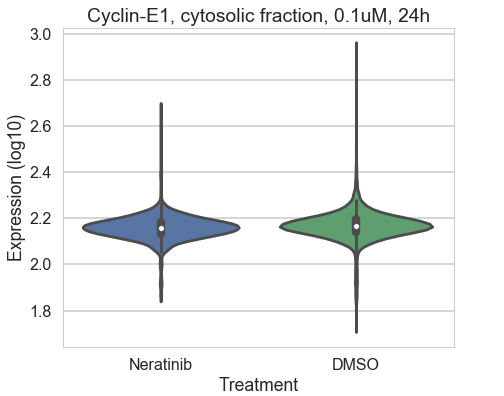 Cyclin-E1, cytosolic fraction, 0.1uM, 24h
3.0
2.8
2.6
2.4
2.2
2.0
1.8
Expression (log10)
Neratinib
DMSO
Treatment